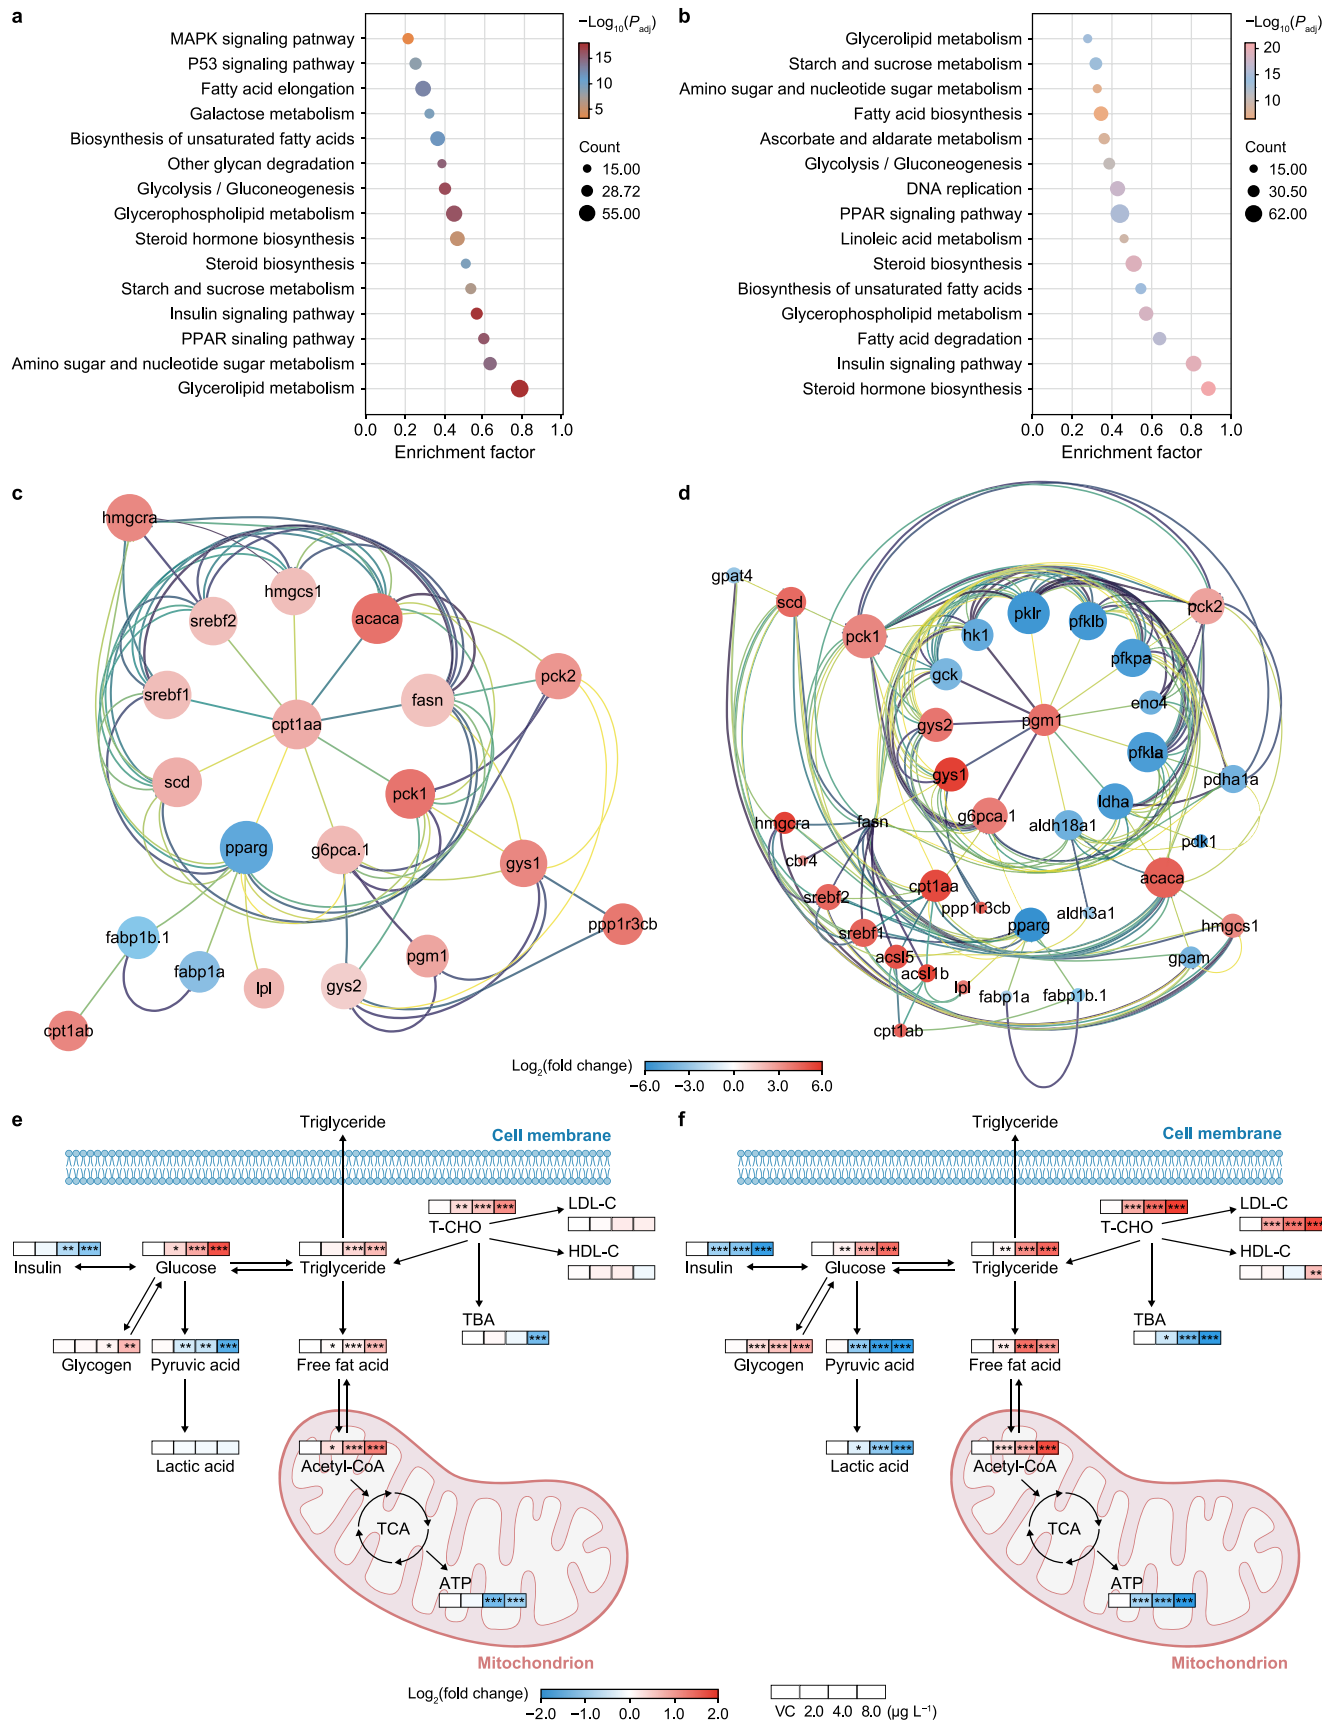 a
MAPK signaling patnway
P53 signaling pathway
Fatty acid elongation
Galactose metabolism
Biosynthesis of unsaturated fatty acids
Other glycan degradation
Glycolysis / Gluconeogenesis
Glycerophospholipid metabolism
Steroid hormone biosynthesis
Steroid biosynthesis
Starch and sucrose metabolism
Insulin signaling pathway
PPAR sinaling pathway
Amino sugar and nucleotide sugar metabolism
Glycerolipid metabolism
0.0 0.2 0.4 0.6 0.8 1.0
Enrichment factor
−Log10(Padj)
15
10
5
Count
15.00
28.72
55.00
b
Glycerolipid metabolism
Starch and sucrose metabolism
Amino sugar and nucleotide sugar metabolism
Fatty acid biosynthesis
Ascorbate and aldarate metabolism
Glycolysis / Gluconeogenesis
DNA replication
PPAR signaling pathway
Linoleic acid metabolism
Steroid biosynthesis
Biosynthesis of unsaturated fatty acids
Glycerophospholipid metabolism
Fatty acid degradation
Insulin signaling pathway
Steroid hormone biosynthesis
0.0 0.2 0.4 0.6 0.8 1.0
Enrichment factor
−Log10(Padj)
20
15
10
Count
15.00
30.50
62.00
c
hmgcra
hmgcs1
srebf2
acaca
srebf1
fasn
pck2
cpt1aa
scd
pck1
pparg
g6pca.1
gys1
fabp1b.1
ppp1r3cb
fabp1a
lpl
gys2
pgm1
cpt1ab
d
gpat4
scd
pck1
hk1
pklr
pfklb
pck2
pfkpa
gck
eno4
gys2
pgm1
pfkla
gys1
pdha1a
ldha
hmgcra
fasn
g6pca.1
aldh18a1
pdk1
cbr4
acaca
cpt1aa
srebf2
ppp1r3cb
aldh3a1
srebf1
pparg
hmgcs1
acsl5
gpam
acsl1b
lpl
fabp1a
fabp1b.1
cpt1ab
Log2(fold change)
−6.0 −3.0 0.0 3.0 6.0
e
Triglyceride
Cell membrane
** *** ***
T-CHO
LDL-C
HDL-C
** ***
Insulin
* *** ***
Glucose
*** ***
Triglyceride
TBA
***
* **
Glycogen
** ** ***
Pyruvic acid
* *** ***
Free fat acid
Lactic acid
* *** ***
Acetyl-CoA
TCA
ATP
*** ***
Mitochondrion
f
Triglyceride
Cell membrane
*** *** ***
T-CHO
LDL-C
*** *** ***
HDL-C
**
*** *** ***
Insulin
** *** ***
Glucose
** *** ***
Triglyceride
TBA
* *** ***
*** *** ***
Glycogen
*** *** ***
Pyruvic acid
** *** ***
Free fat acid
* *** ***
Lactic acid
*** *** ***
Acetyl-CoA
TCA
ATP
*** *** ***
Mitochondrion
Log2(fold change)
−2.0 −1.0 0.0 1.0 2.0
VC 2.0 4.0 8.0 (µg L−1)